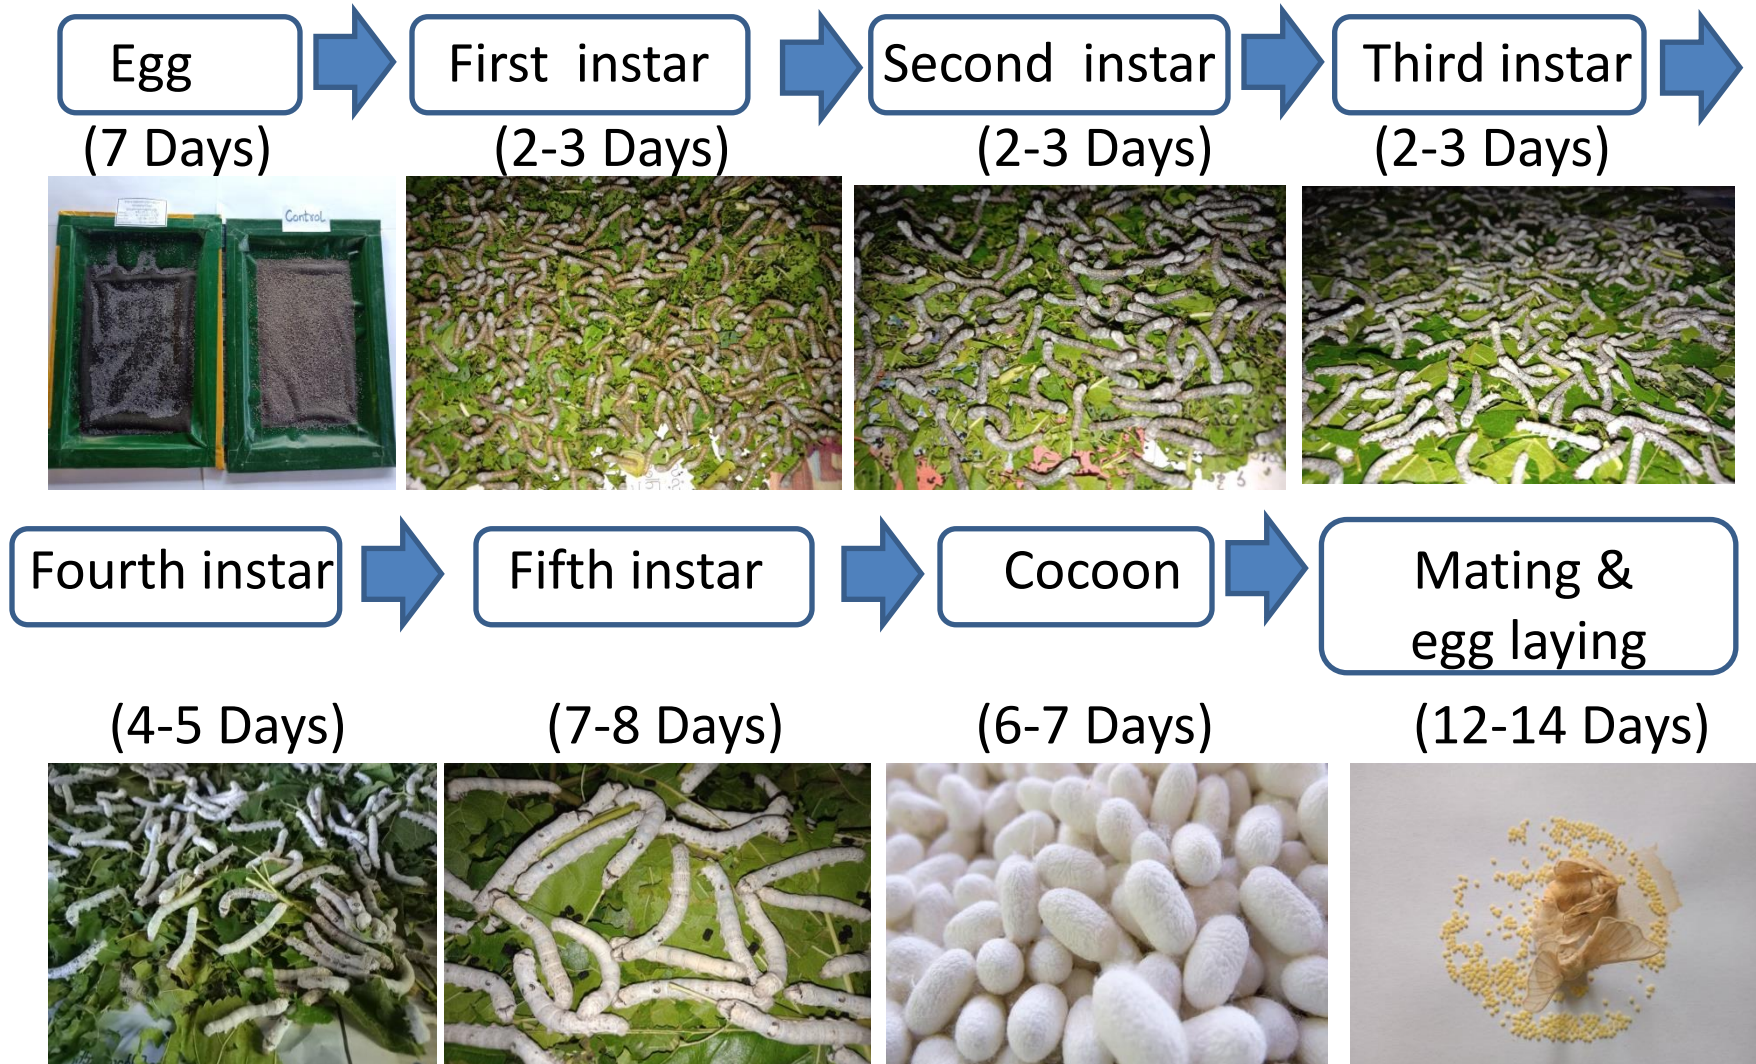 Egg
First instar
Second instar
Third instar
(7 Days)
(2-3 Days)
(2-3 Days)
(2-3 Days)
Control
Fourth instar
Fifth instar
Cocoon
Mating &
egg laying
(4-5 Days)
(7-8 Days)
(6-7 Days)
(12-14 Days)